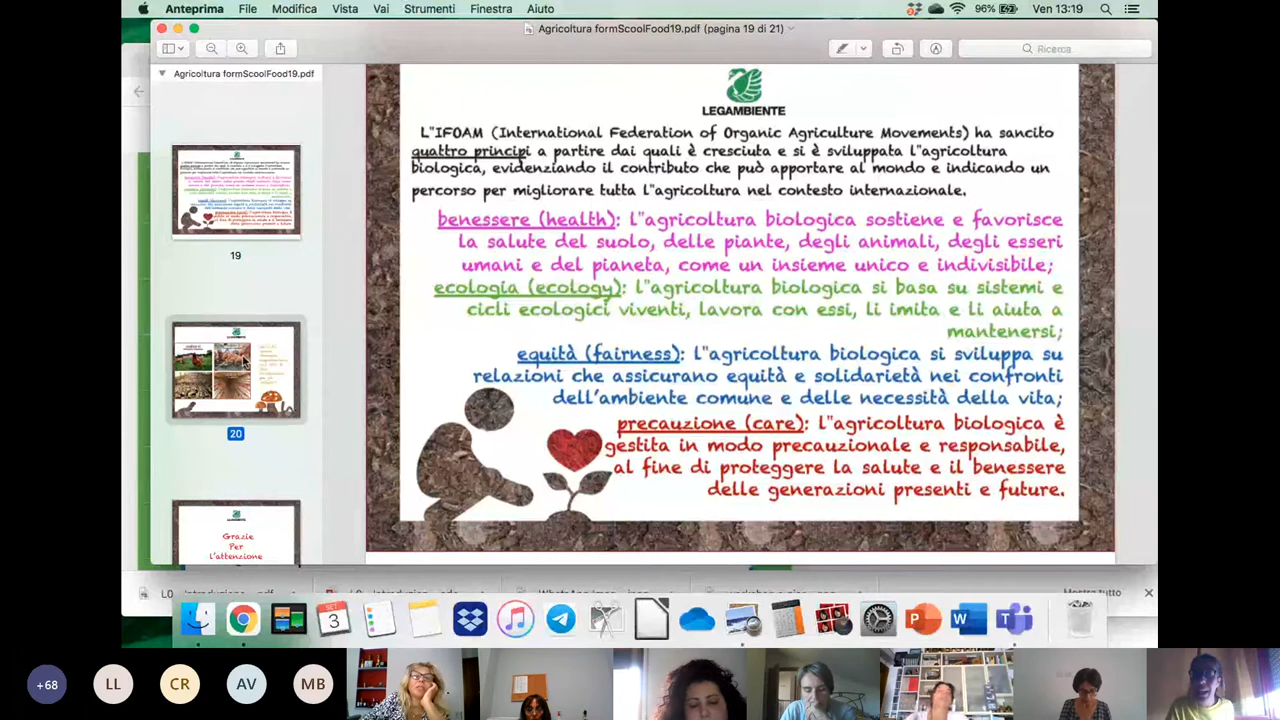 Anteprima File Modifica Vista Vai Strumenti Finestra Aiuto 96% Ven 13:19
Agricoltura formScoolFood19.pdf (pagina 19 di 21)
Ricerca
Agricoltura formScoolFood19.pdf
19
20
Grazie
Per
l'attenzione
LEGAMBIENTE
L"IFOAM (International Federation of Organic Agriculture Movements) ha sancito
quattro principi a partire dai quali è cresciuta e si è sviluppata l"agricoltura
biologica, evidenziando il contributo che può apportare al mondo e indicando un
percorso per migliorare tutta l"agricoltura nel contesto internazionale.
benessere (health): l"agricoltura biologica sostiene e favorisce
la salute del suolo, delle piante, degli animali, degli esseri
umani e del pianeta, come un insieme unico e indivisibile;
ecologia (ecology): l"agricoltura biologica si basa su sistemi e
cicli ecologici viventi, lavora con essi, li imita e li aiuta a
mantenersi;
equità (fairness): l"agricoltura biologica si sviluppa su
relazioni che assicurano equità e solidarietà nei confronti
dell'ambiente comune e delle necessità della vita;
precauzione (care): l"agricoltura biologica è
gestita in modo precauzionale e responsabile,
al fine di proteggere la salute e il benessere
delle generazioni presenti e future.
Mostra tutto
SET
3
+68 LL CR AV MB